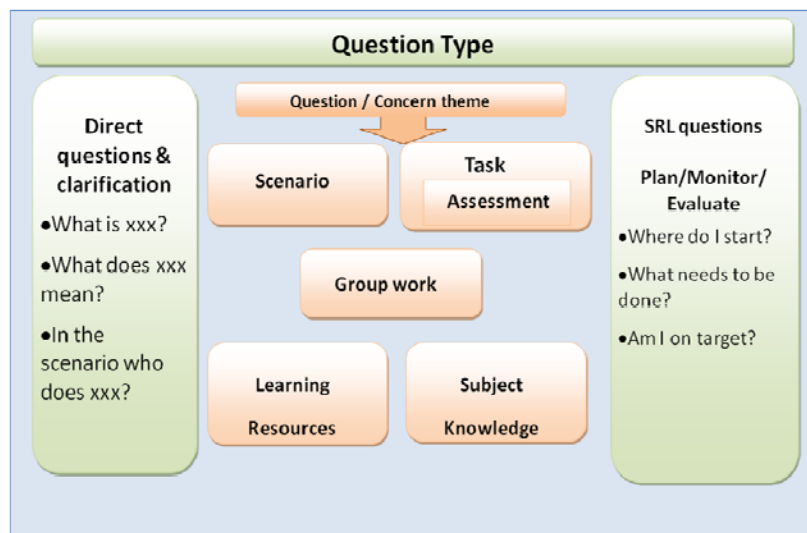 Question Type
Direct
questions &
clarification
●What is xxx?
●What does xxx
mean?
●In the
scenario who
does xxx?
Question / Concern theme
Scenario
Task
Assessment
Group work
Learning
Resources
Subject
Knowledge
SRL questions
Plan/Monitor/
Evaluate
●Where do I start?
●What needs to be
done?
●Am I on target?